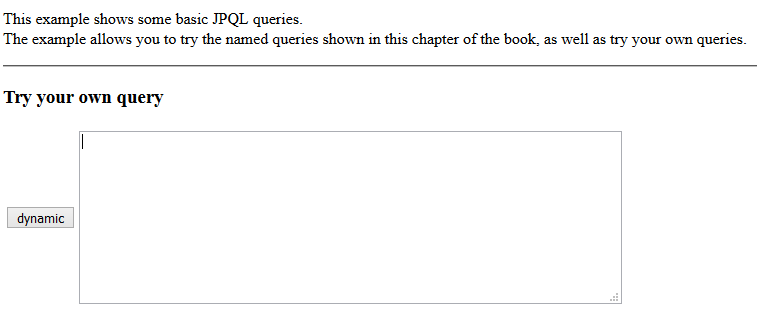 This example shows some basic JPQL queries.
The example allows you to try the named queries shown in this chapter of the book, as well as try your own queries.
Try your own query
dynamic